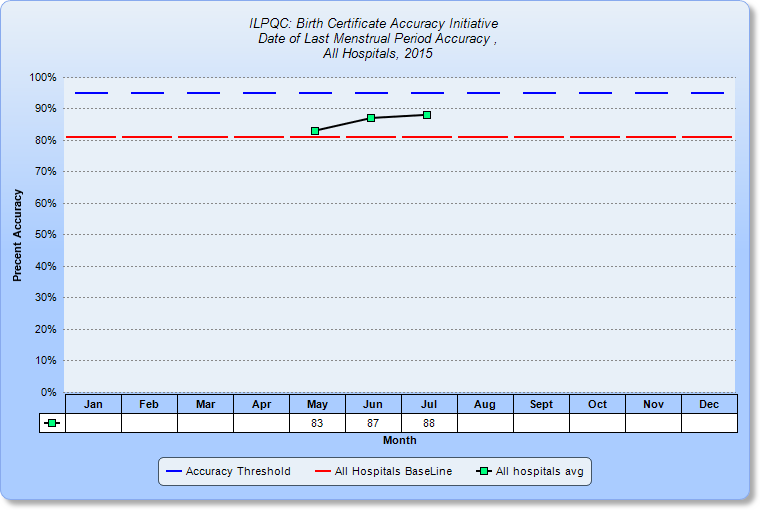 ILPQC: Birth Certificate Accuracy Initiative
Date of Last Menstrual Period Accuracy ,
All Hospitals, 2015
Precent Accuracy
100%
90%
80%
70%
60%
50%
40%
30%
20%
10%
0%
Jan Feb Mar Apr May Jun Jul Aug Sept Oct Nov Dec
83 87 88
Month
Accuracy Threshold All Hospitals BaseLine All hospitals avg